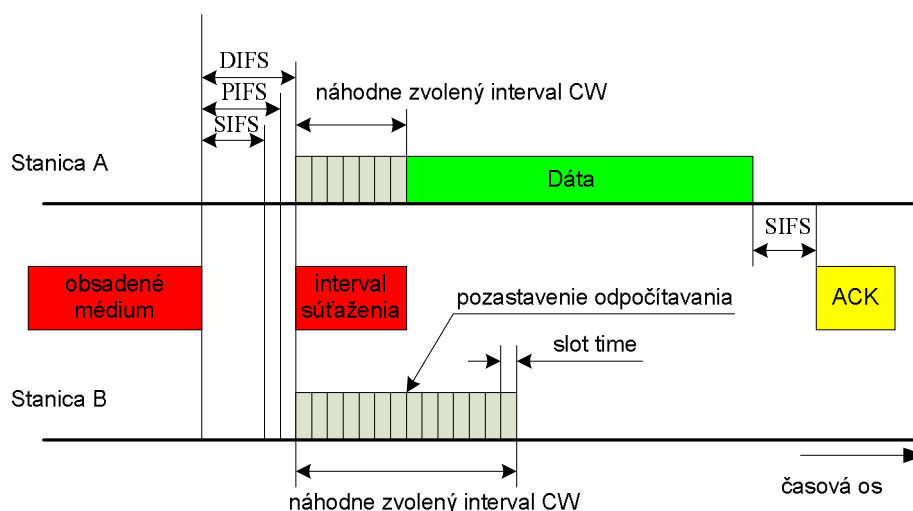 DIFS
PIFS
SIFS
náhodne zvolený interval CW
Stanica A
Dáta
SIFS
obsadené
médium
interval
súťaženia
ACK
pozastavenie odpočítavania
slot time
Stanica B
časová os
náhodne zvolený interval CW